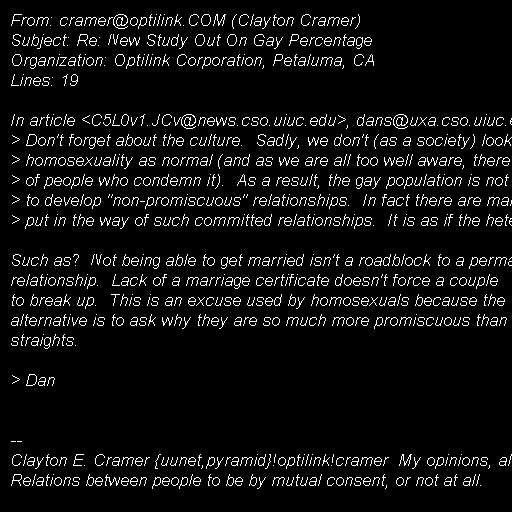 From: cramer@optilink.COM (Clayton Cramer)
Subject: Re: New Study Out On Gay Percentage
Organization: Optilink Corporation, Petaluma, CA
Lines: 19

In article <C5L0v1.JCv@news.cso.uiuc.edu>, dans@uxa.cso.uiuc.e
> Don't forget about the culture.  Sadly, we don't (as a society) look
> homosexuality as normal (and as we are all too well aware, there
> of people who condemn it).  As a result, the gay population is not
> to develop "non-promiscuous" relationships.  In fact there are ma
> put in the way of such committed relationships.  It is as if the hete

Such as?  Not being able to get married isn't a roadblock to a perma
relationship.  Lack of a marriage certificate doesn't force a couple
to break up.  This is an excuse used by homosexuals because the
alternative is to ask why they are so much more promiscuous than
straights.

> Dan

--
Clayton E. Cramer {uunet,pyramid}!optilink!cramer  My opinions, al
Relations between people to be by mutual consent, or not at all.